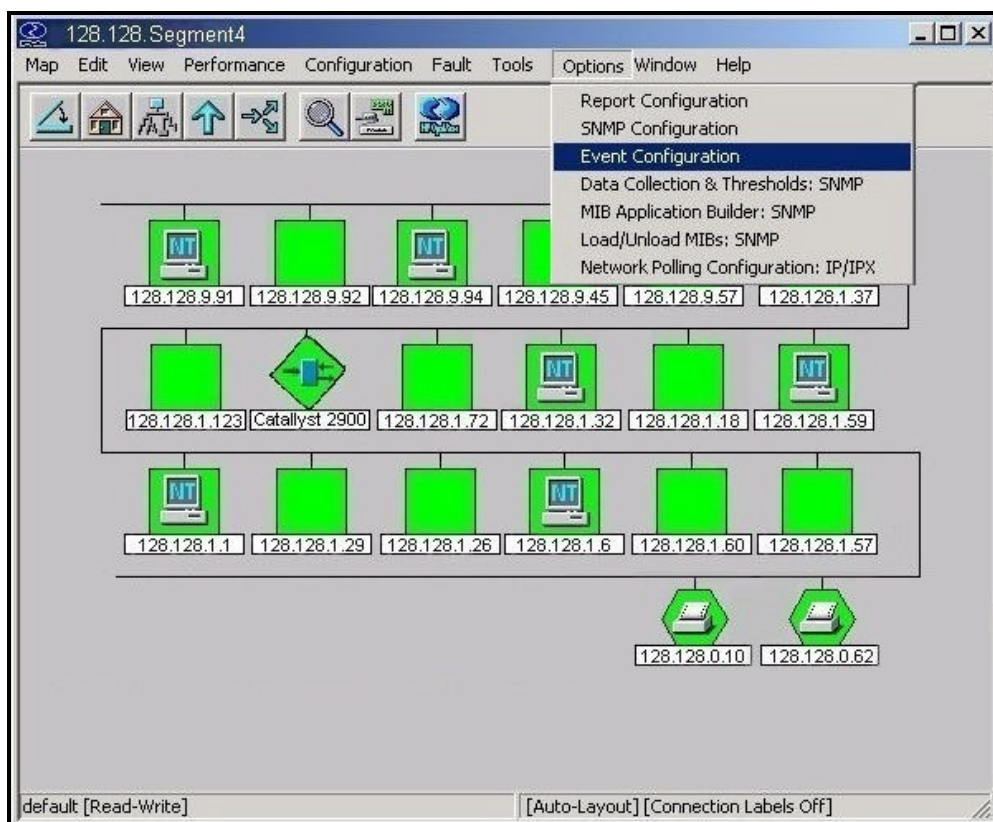 128.128.Segment4
Map Edit View Performance Configuration Fault Tools Options Window Help
Report Configuration
SNMP Configuration
Event Configuration
Data Collection & Thresholds: SNMP
MIB Application Builder: SNMP
Load/Unload MIBs: SNMP
Network Polling Configuration: IP/IPX
NT NT
128.128.9.91 128.128.9.92 128.128.9.94 128.128.9.45 128.128.9.57 128.128.1.37
NT NT
128.128.1.123 Catallyst 2900 128.128.1.72 128.128.1.32 128.128.1.18 128.128.1.59
NT NT
128.128.1.1 128.128.1.29 128.128.1.26 128.128.1.6 128.128.1.60 128.128.1.57
128.128.0.10 128.128.0.62
default [Read-Write] [Auto-Layout] [Connection Labels Off]